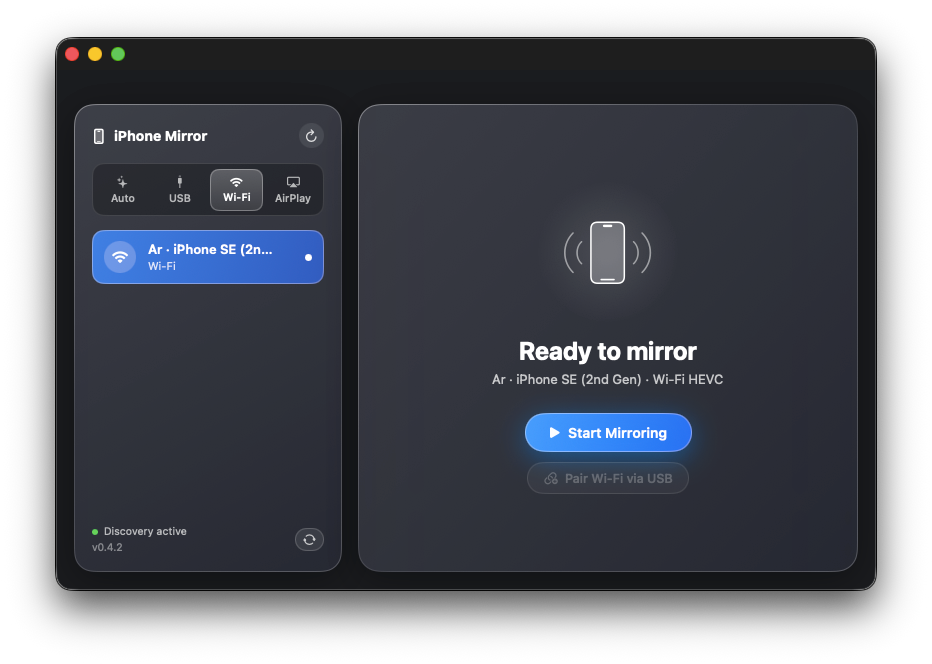 iPhone Mirror
Auto
USB
Wi-Fi
AirPlay
Ar · iPhone SE (2n...
Wi-Fi
Discovery active
v0.4.2
Ready to mirror
Ar · iPhone SE (2nd Gen) · Wi-Fi HEVC
Start Mirroring
Pair Wi-Fi via USB